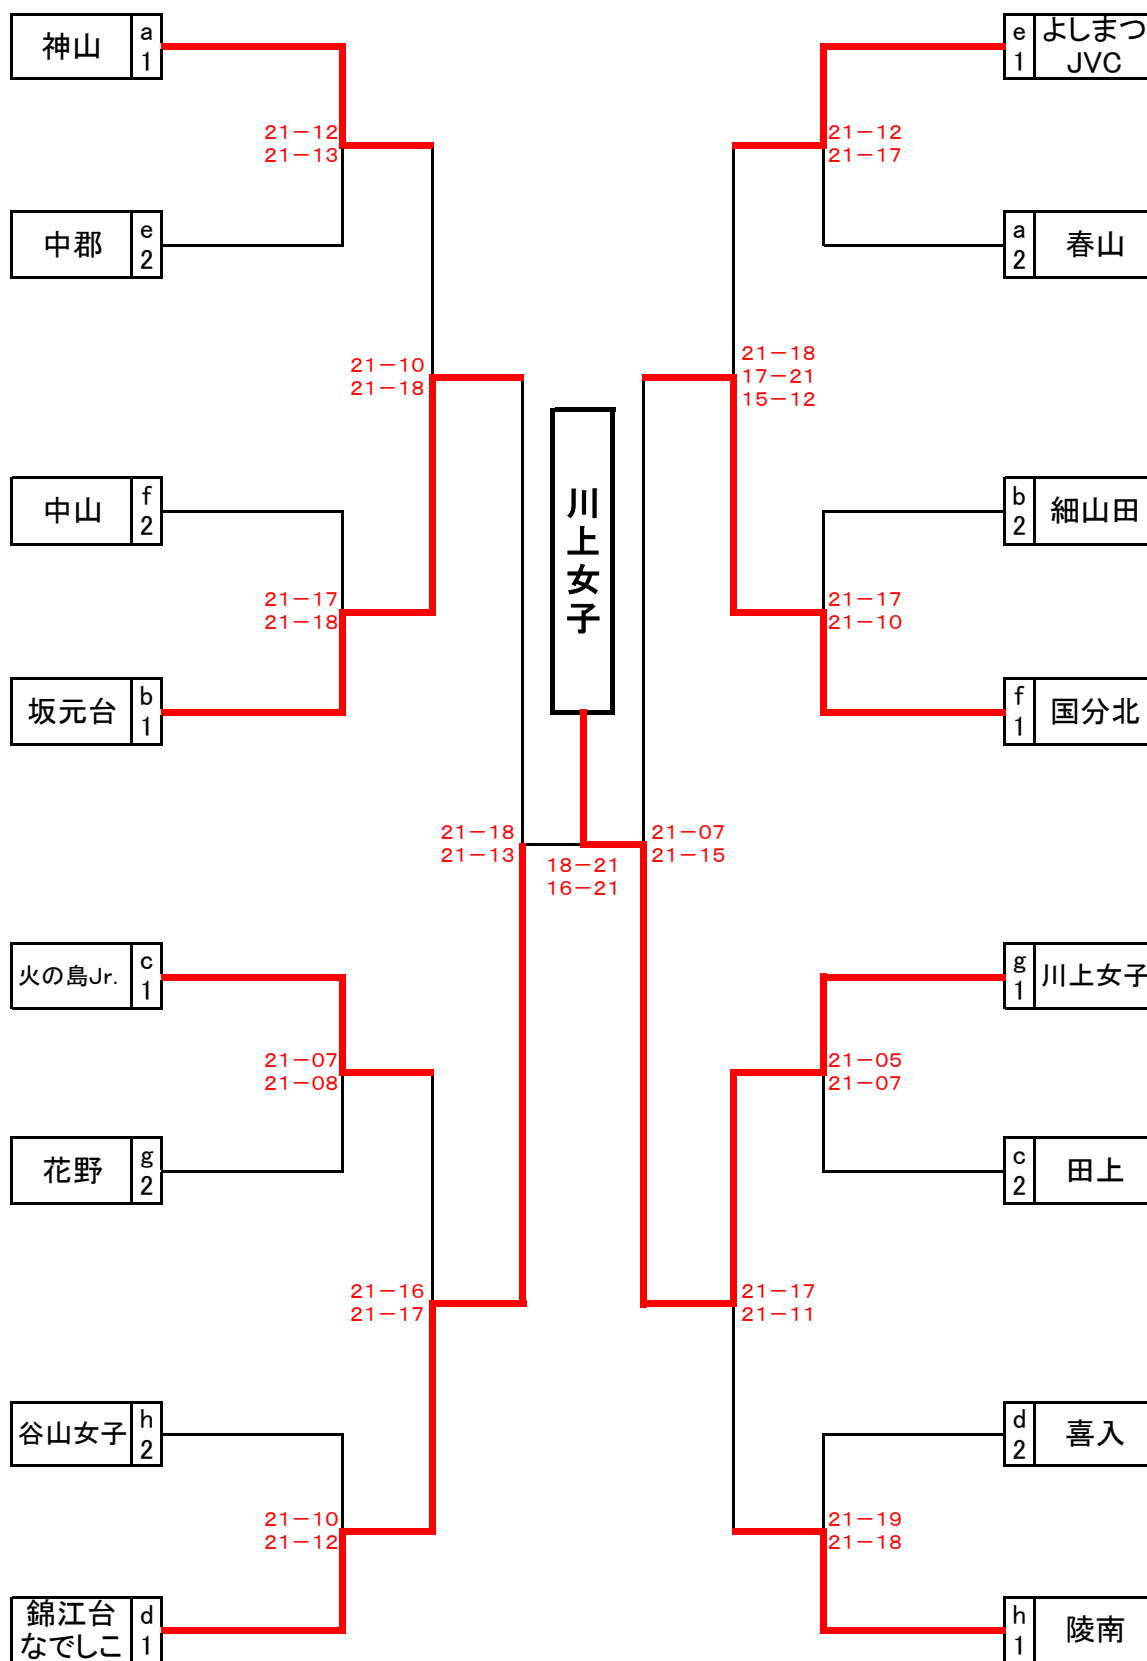 神山
a
1
21-12
21-13
中郡
e
2
21-10
21-18
中山
f
2
21-17
21-18
坂元台
b
1
21-18
21-13
火の島Jr.
c
1
21-07
21-08
花野
g
2
21-16
21-17
谷山女子
h
2
21-10
21-12
錦江台
なでしこ
d
1
川上女子
18-21
16-21
e
1
よしまつ
JVC
21-12
21-17
a
2
春山
21-18
17-21
15-12
b
2
細山田
21-17
21-10
f
1
国分北
21-07
21-15
g
1
川上女子
21-05
21-07
c
2
田上
21-17
21-11
d
2
喜入
21-19
21-18
h
1
陵南